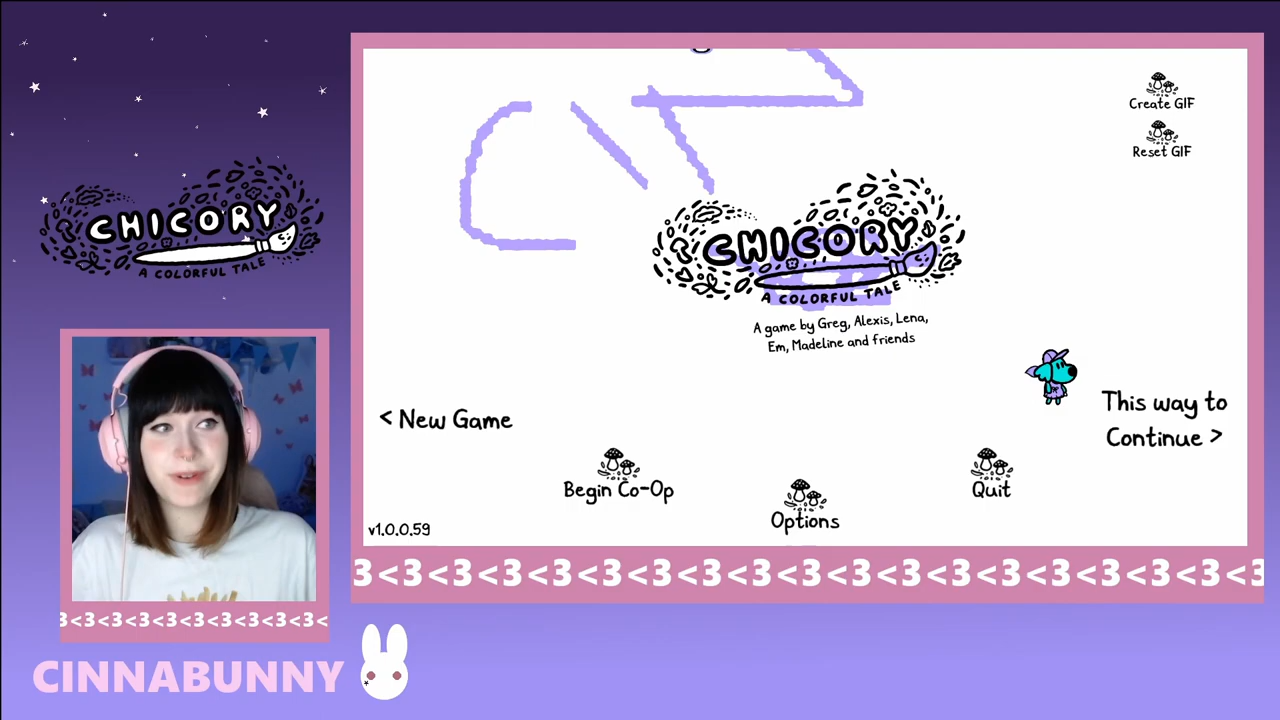 CHICORY
A COLORFUL TALE
3<3<3<3<3<3<3<3<3<3<
CINNABUNNY
Create GIF
Reset GIF
CHICORY
A COLORFUL TALE
A game by Greg, Alexis, Lena,
Em, Madeline and friends
< New Game
This way to
Continue >
Begin Co-Op
Options
Quit
v1.0.0.59
3<3<3<3<3<3<3<3<3<3<3<3<3<3<3<3<3<3<3